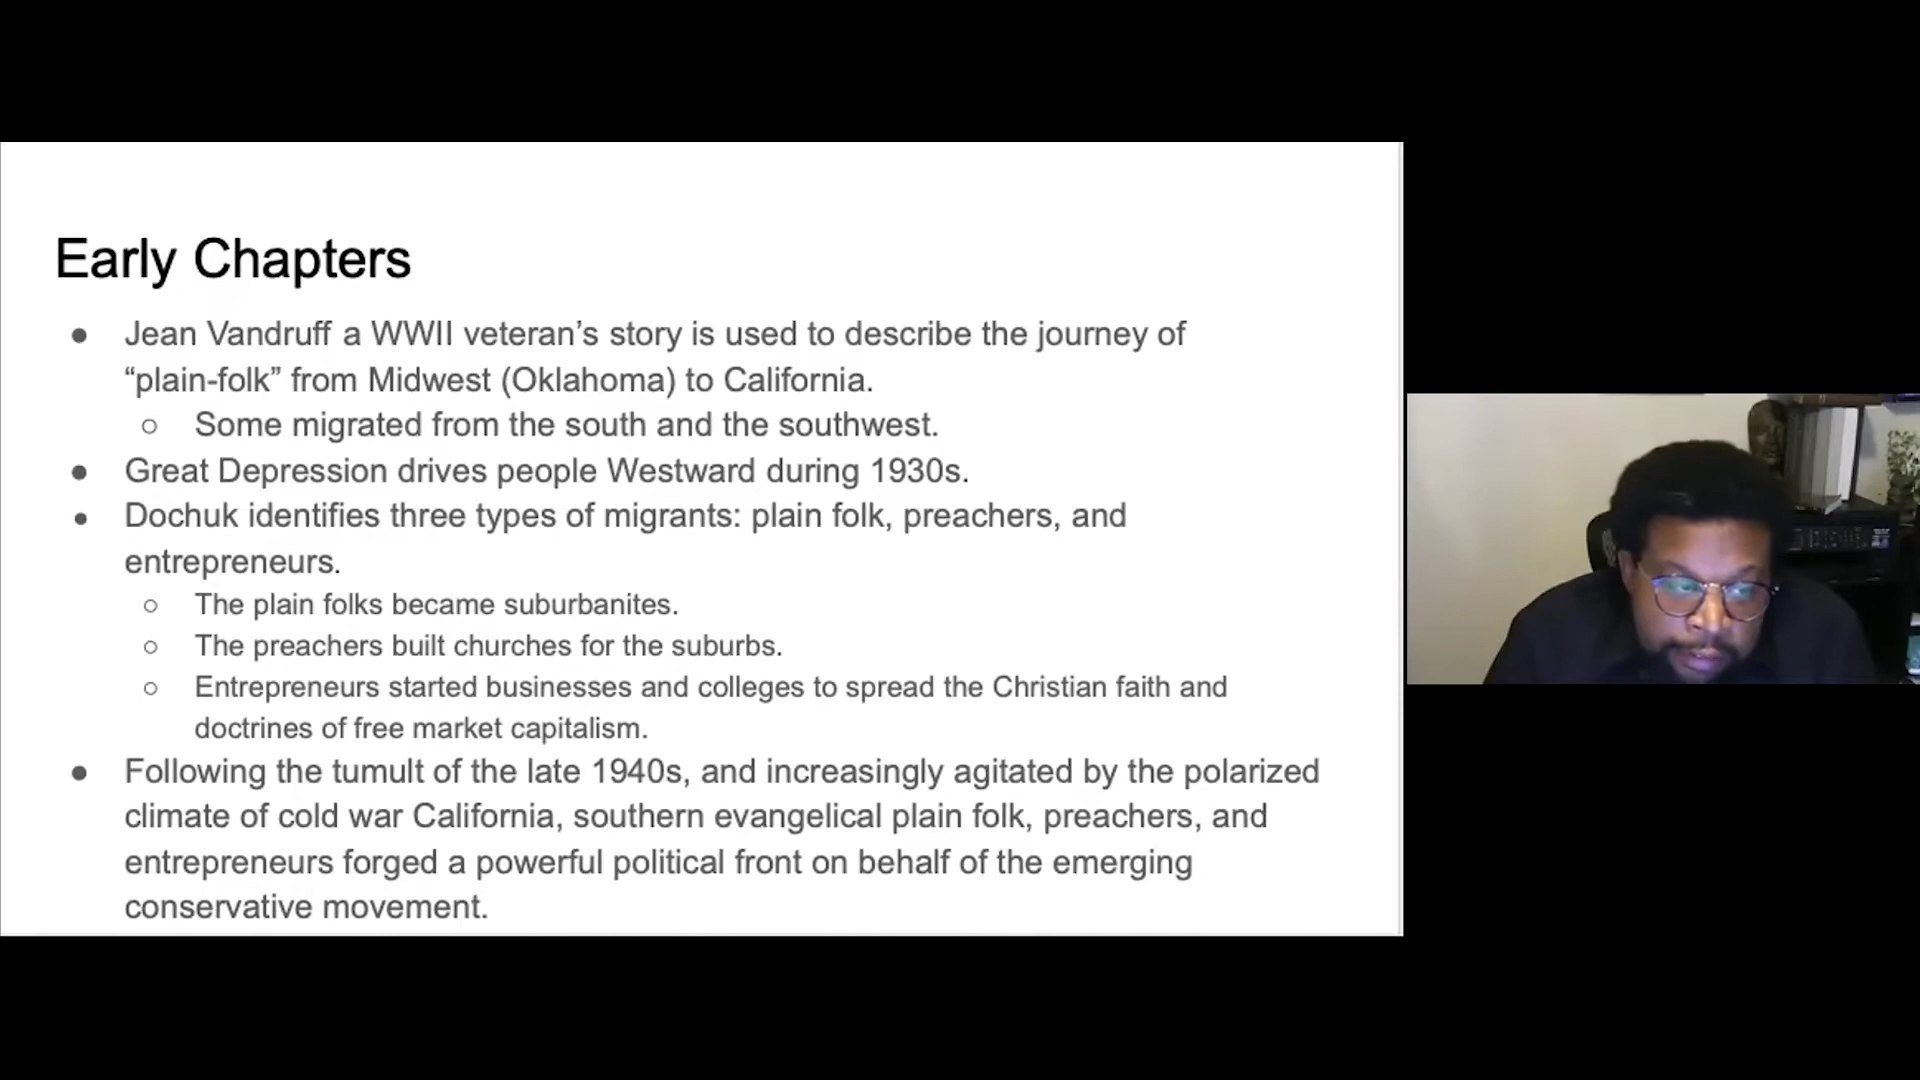 Early Chapters
● Jean Vandruff a WWII veteran’s story is used to describe the journey of
“plain-folk” from Midwest (Oklahoma) to California.
○ Some migrated from the south and the southwest.
● Great Depression drives people Westward during 1930s.
● Dochuk identifies three types of migrants: plain folk, preachers, and
entrepreneurs.
○ The plain folks became suburbanites.
○ The preachers built churches for the suburbs.
○ Entrepreneurs started businesses and colleges to spread the Christian faith and
doctrines of free market capitalism.
● Following the tumult of the late 1940s, and increasingly agitated by the polarized
climate of cold war California, southern evangelical plain folk, preachers, and
entrepreneurs forged a powerful political front on behalf of the emerging
conservative movement.